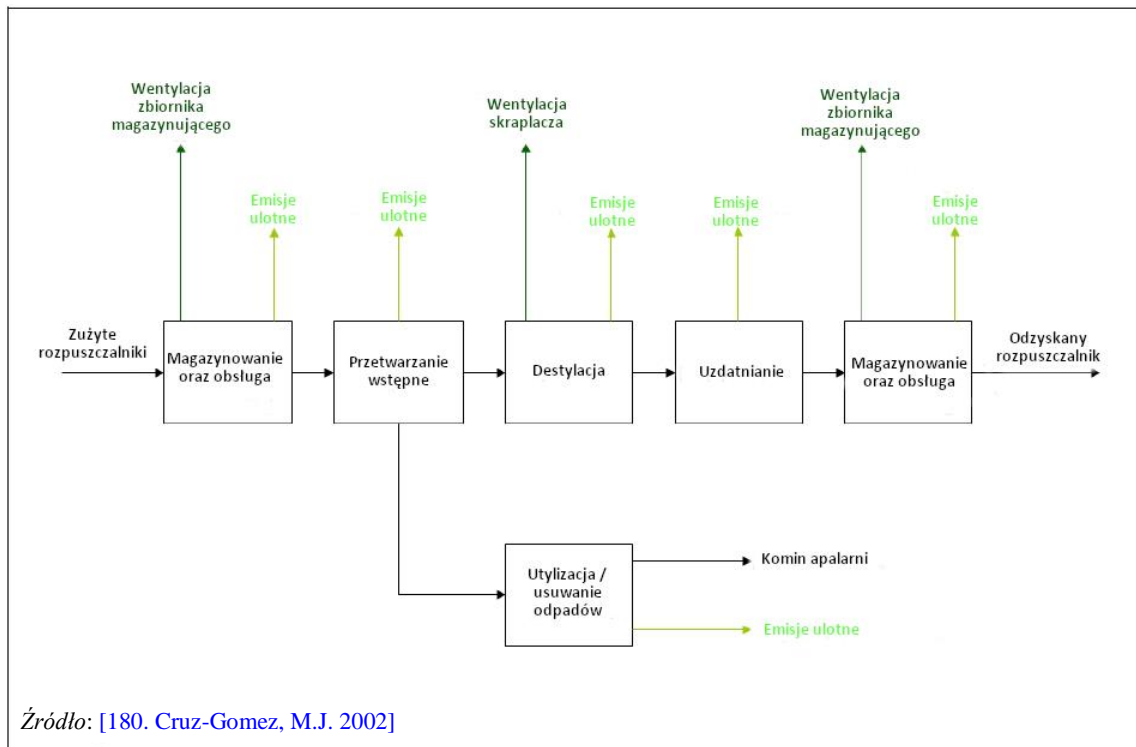 Wentylacja
zbiornika
magazynującego
Wentylacja
skraplacza
Wentylacja
zbiornika
magazynującego
Emisje
ulotne
Emisje
ulotne
Emisje
ulotne
Emisje
ulotne
Emisje
ulotne
Zużyte
rozpuszczalniki
Magazynowanie
oraz obsługa
Przetwarzanie
wstępne
Destylacja
Uzdatnianie
Magazynowanie
oraz obsługa
Odzyskany
rozpuszczalnik
Utylizacja /
usuwanie
odpadów
Komin apalarni
Emisje ulotne
Źródło: [180. Cruz-Gomez, M.J. 2002]